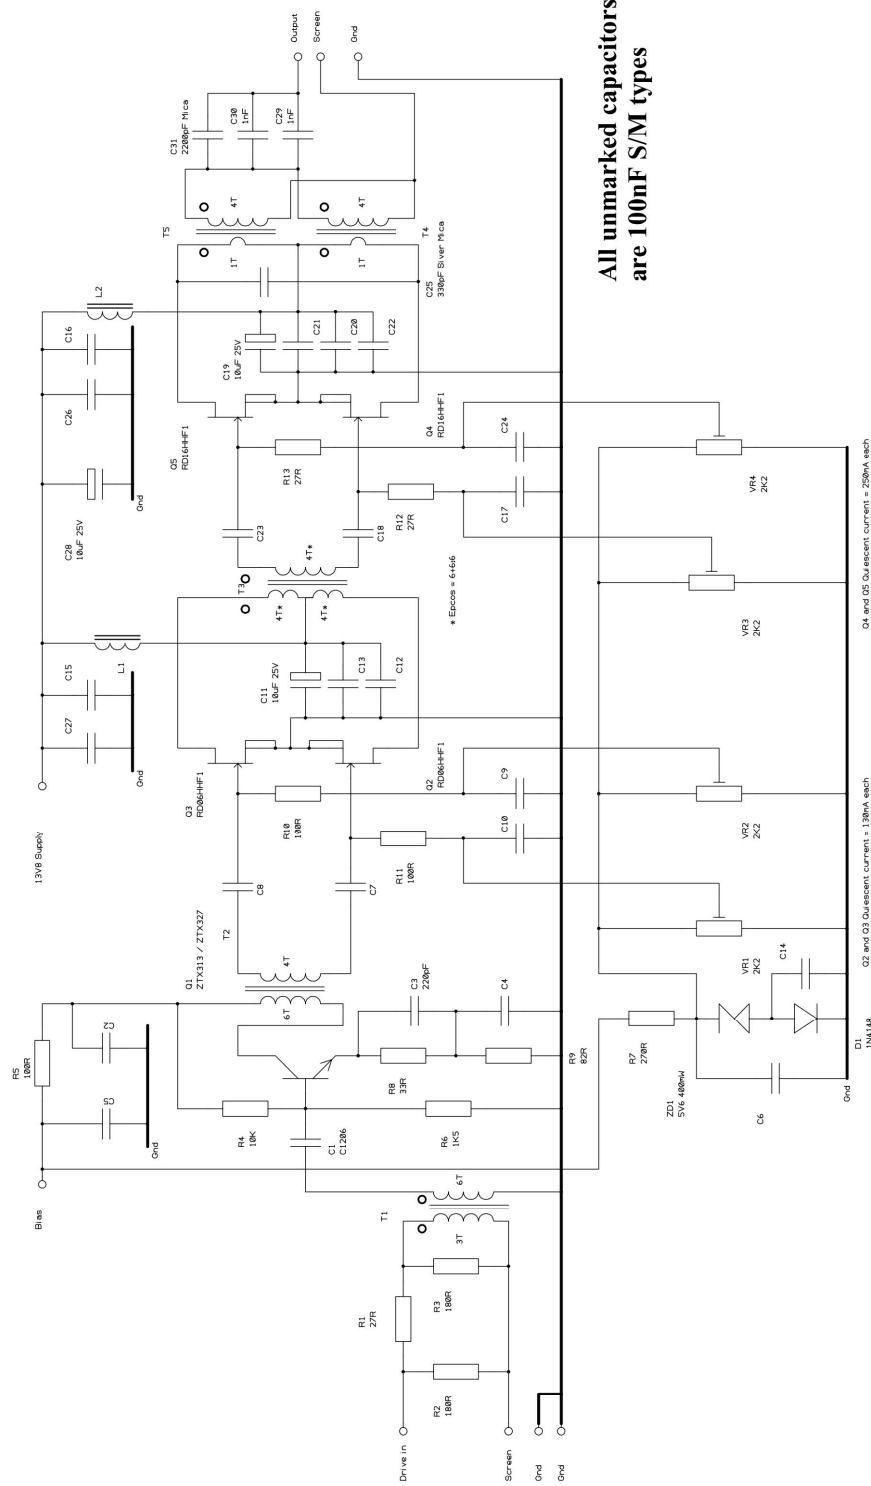 Output
Screen
Gnd
C31
2200pF Mica
C30
1nF
C29
1nF
T5
4T
4T
1T
1T
T4
C25
330pF Siver Mica
All unmarked capacitors
are 100nF S/M types
L2
C16
C26
C28
10uF 25V
Gnd
C19
10uF 25V
C21
C20
C22
Q5
RD16HHF1
Q4
RD16HHF1
R13
27R
R12
27R
C24
C17
C23
C18
4T*
T3
4T*
4T*
* Epcos = 6+6:6
VR4
2K2
VR3
2K2
Q4 and Q5 Quiescent current = 250mA each
L1
C15
C27
Gnd
13V8 Supply
C11
10uF 25V
C13
C12
Q3
RD06HHF1
Q2
RD06HHF1
R10
100R
R11
100R
C9
C10
C8
C7
T2
4T
6T
Q1
ZTX313 / ZTX327
VR2
2K2
VR1
2K2
Q2 and Q3 Quiescent current = 130mA each
R5
100R
C2
C5
Gnd
Bias
R4
10K
C1
C1206
R6
1K5
R8
33R
C3
220pF
C4
R9
82R
R7
270R
ZD1
5V6 400mW
C14
D1
1N4148
C6
Gnd
T1
6T
3T
R1
27R
R3
180R
R2
180R
Drive in
Screen
Gnd
Gnd